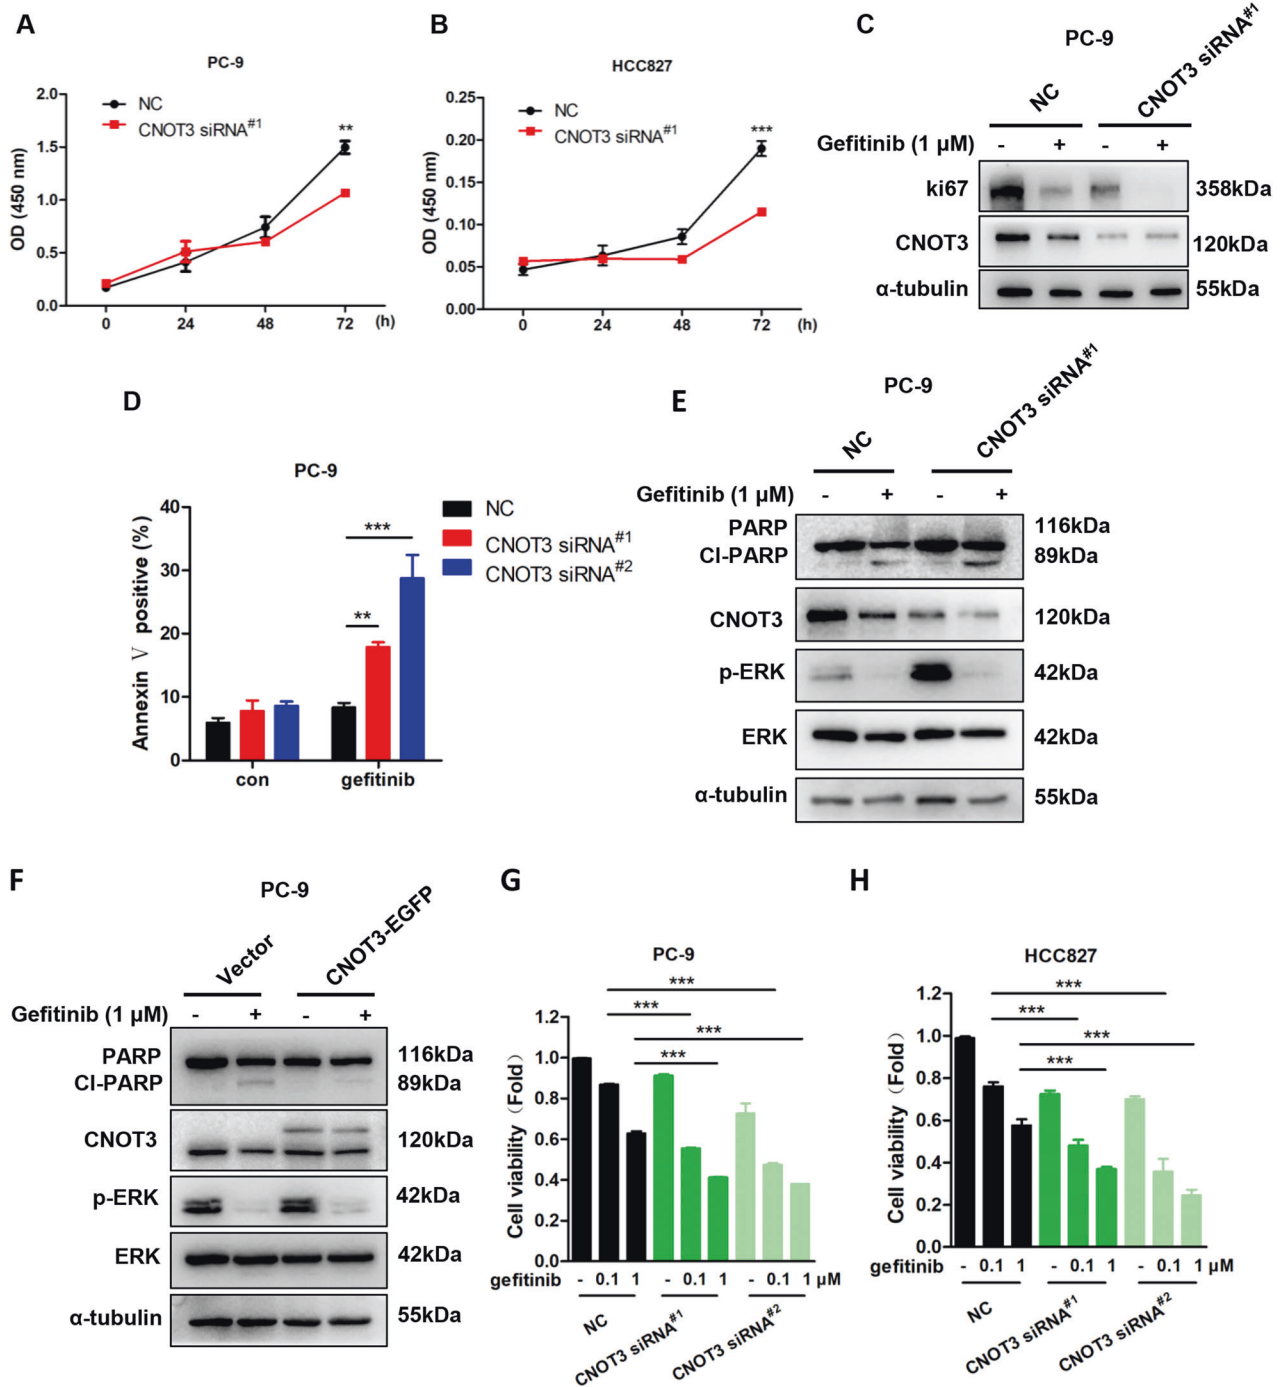 A
PC-9
NC
CNOT3 siRNA#1
**
OD (450 nm)
2.0
1.5
1.0
0.5
0.0
0 24 48 72 (h)
B
HCC827
NC
CNOT3 siRNA#1
***
OD (450 nm)
0.25
0.20
0.15
0.10
0.05
0.00
0 24 48 72 (h)
C
PC-9
NC CNOT3 siRNA#1
Gefitinib (1 μM) - + - +
ki67 358kDa
CNOT3 120kDa
α-tubulin 55kDa
D
PC-9
NC
CNOT3 siRNA#1
CNOT3 siRNA#2
Annexin V positive (%)
40
30
20
10
0
***
**
con gefitinib
E
PC-9
NC CNOT3 siRNA#1
Gefitinib (1 μM) - + - +
PARP 116kDa
Cl-PARP 89kDa
CNOT3 120kDa
p-ERK 42kDa
ERK 42kDa
α-tubulin 55kDa
F
PC-9
Vector CNOT3-EGFP
Gefitinib (1 μM) - + - +
PARP 116kDa
Cl-PARP 89kDa
CNOT3 120kDa
p-ERK 42kDa
ERK 42kDa
α-tubulin 55kDa
G
PC-9
***
***
***
***
Cell viability (Fold)
1.2
1.0
0.8
0.6
0.4
0.2
0.0
gefitinib - 0.1 1 - 0.1 1 - 0.1 1 μM
NC CNOT3 siRNA#1 CNOT3 siRNA#2
H
HCC827
***
***
***
***
Cell viability (Fold)
1.2
1.0
0.8
0.6
0.4
0.2
0.0
gefitinib - 0.1 1 - 0.1 1 - 0.1 1 μM
NC CNOT3 siRNA#1 CNOT3 siRNA#2